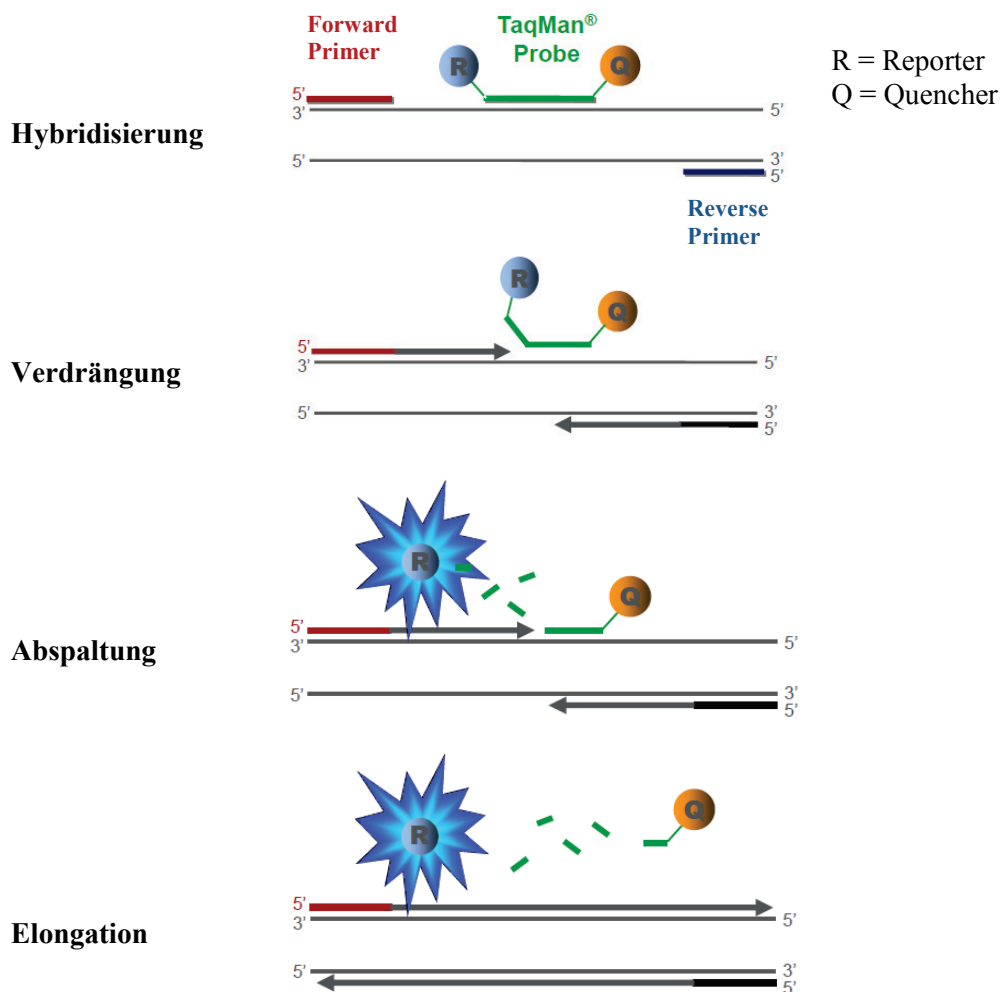 Forward
Primer
TaqMan®
Probe
R
Q
R = Reporter
Q = Quencher
5'
3'
5'
Hybridisierung
5'
3'
5'
Reverse
Primer
R
Q
5'
3'
5'
Verdrängung
5'
3'
5'
R
Q
5'
3'
5'
Abspaltung
5'
3'
5'
R
Q
5'
3'
5'
Elongation
5'
3'
5'